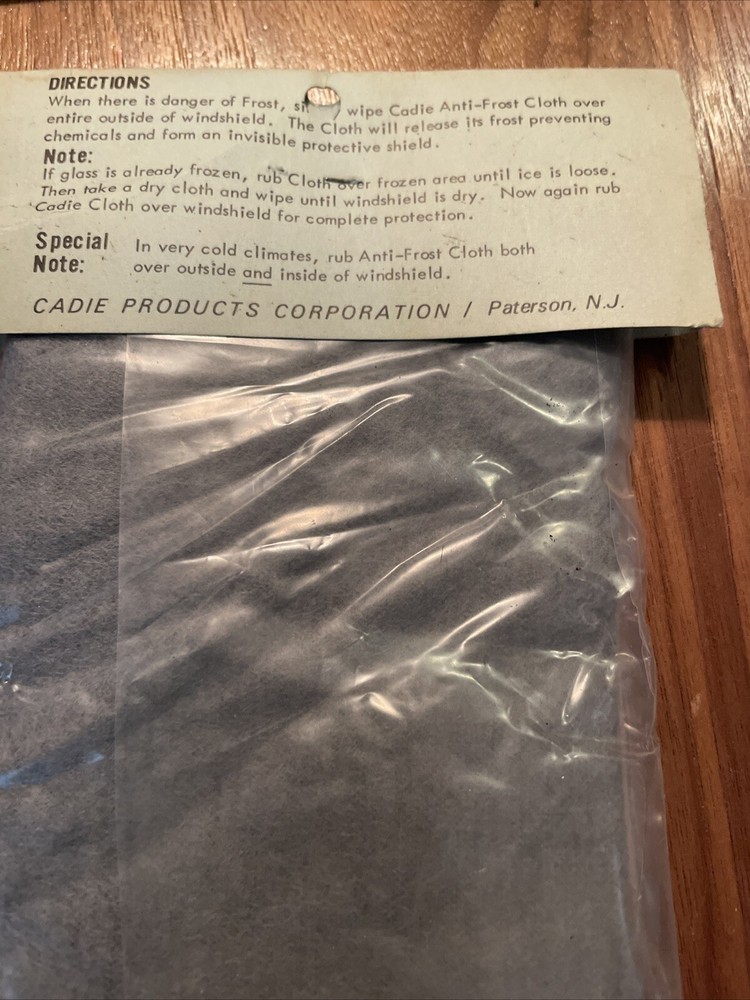 DIRECTIONS
When there is danger of Frost, wipe Cadie Anti-Frost Cloth over
entire outside of windshield. The Cloth will release its frost preventing
chemicals and form an invisible protective shield.
Note:
If glass is already frozen, rub Cloth over frozen area until ice is loose.
Then take a dry cloth and wipe until windshield is dry. Now again rub
Cadie Cloth over windshield for complete protection.
Special Note: In very cold climates, rub Anti-Frost Cloth both
over outside and inside of windshield.
CADIE PRODUCTS CORPORATION / Paterson, N.J.